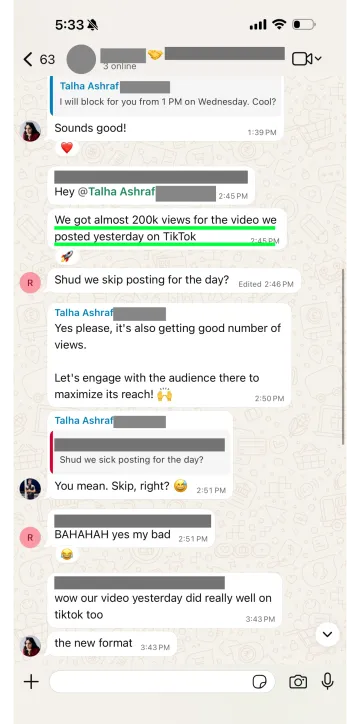 5:33
63
3 online
Talha Ashraf
I will block for you from 1 PM on Wednesday. Cool?
Sounds good!
1:39 PM
Hey @Talha Ashraf
2:45 PM
We got almost 200k views for the video we
posted yesterday on TikTok
2:45 PM
R
Shud we skip posting for the day?
Edited 2:46 PM
Talha Ashraf
Yes please, it's also getting good number of
views.
Let's engage with the audience there to
maximize its reach! 🙌
2:50 PM
Talha Ashraf
Shud we sick posting for the day?
You mean. Skip, right? 😅
2:51 PM
R
BAHAHAH yes my bad
2:51 PM
wow our video yesterday did really well on
tiktok too
3:43 PM
the new format
3:43 PM